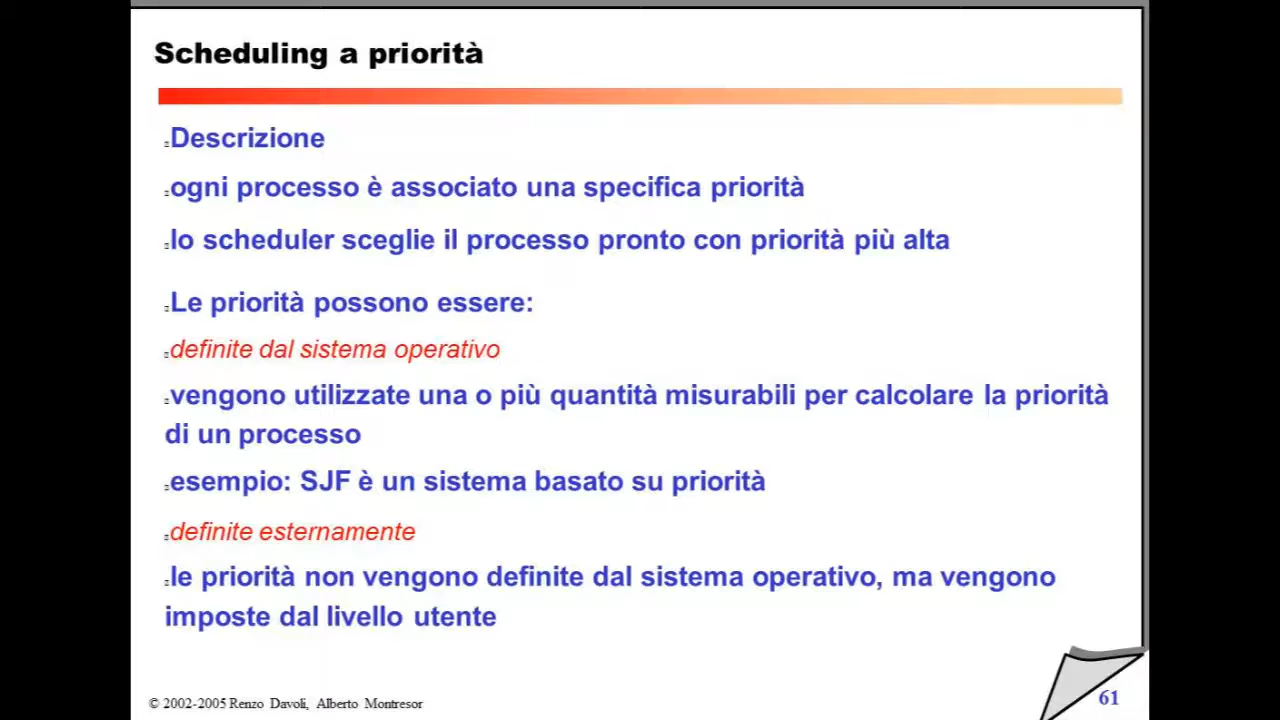 Scheduling a priorità
Descrizione
ogni processo è associato una specifica priorità
lo scheduler sceglie il processo pronto con priorità più alta
Le priorità possono essere:
definite dal sistema operativo
vengono utilizzate una o più quantità misurabili per calcolare la priorità
di un processo
esempio: SJF è un sistema basato su priorità
definite esternamente
le priorità non vengono definite dal sistema operativo, ma vengono
imposte dal livello utente
© 2002-2005 Renzo Davoli, Alberto Montresor
61